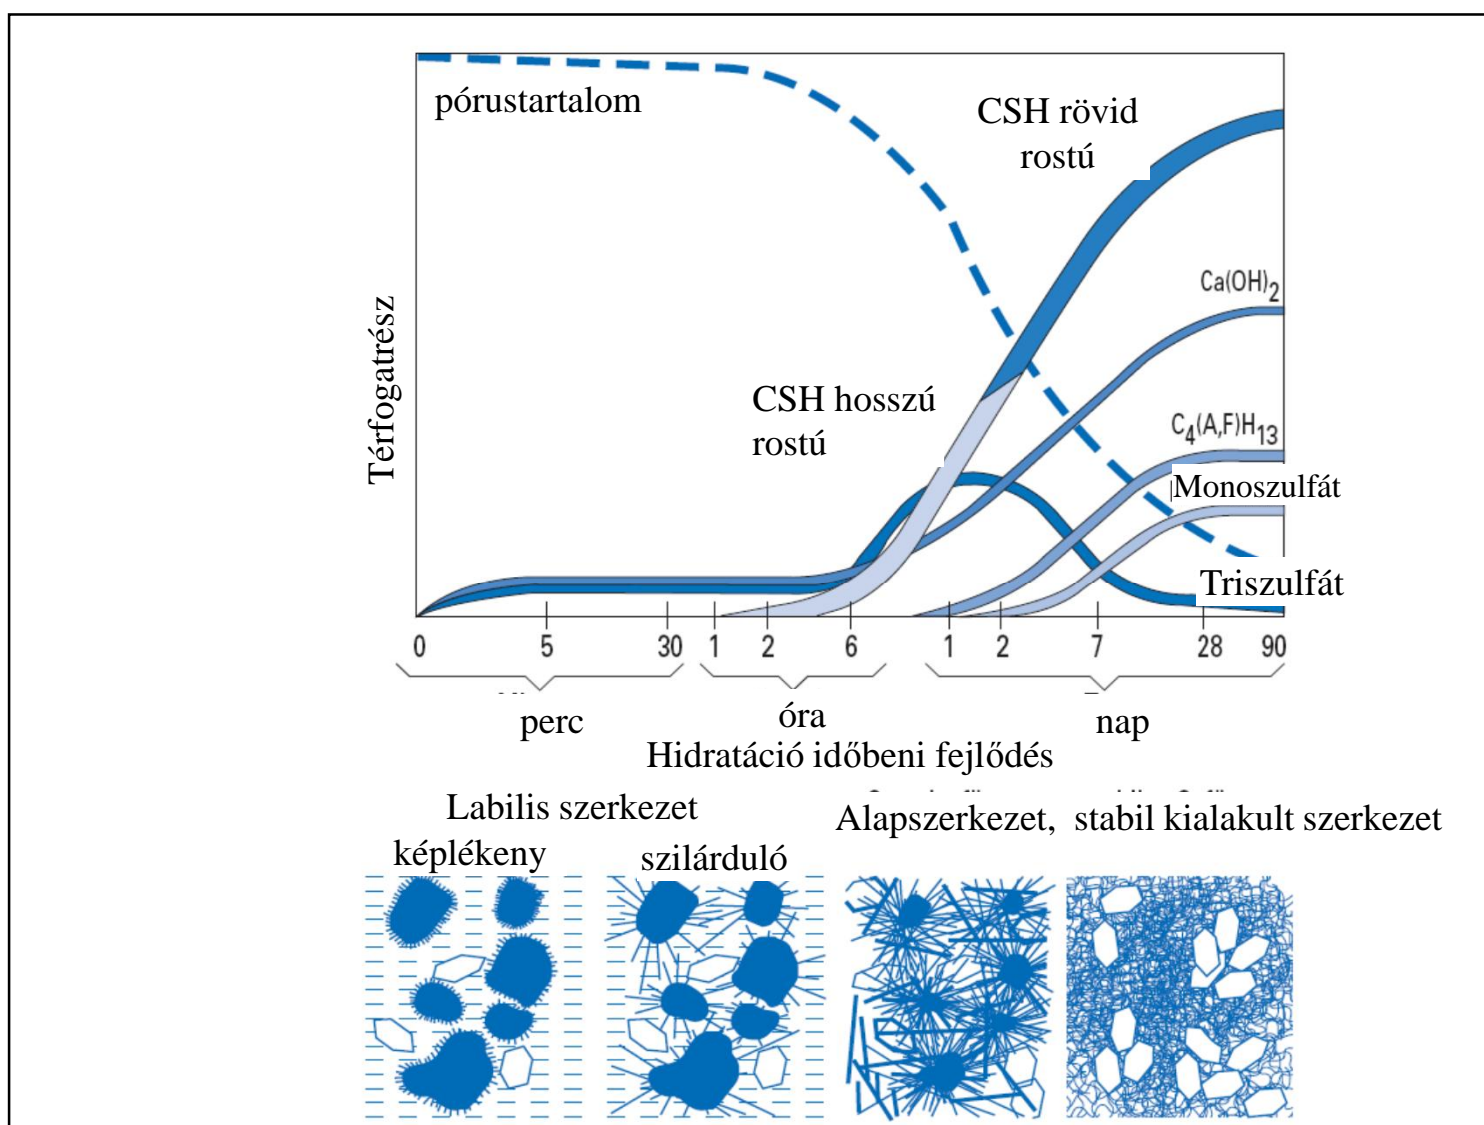 pórustartalom
CSH rövid
rostú
Ca(OH)2
CSH hosszú
rostú
C4(A,F)H13
Monoszulfát
Triszulfát
Térfogatrész
0 5 30 1 2 6 1 2 7 28 90
perc óra nap
Hidratáció időbeni fejlődés
Labilis szerkezet
Alapszerkezet, stabil kialakult szerkezet
képlékeny szilárduló